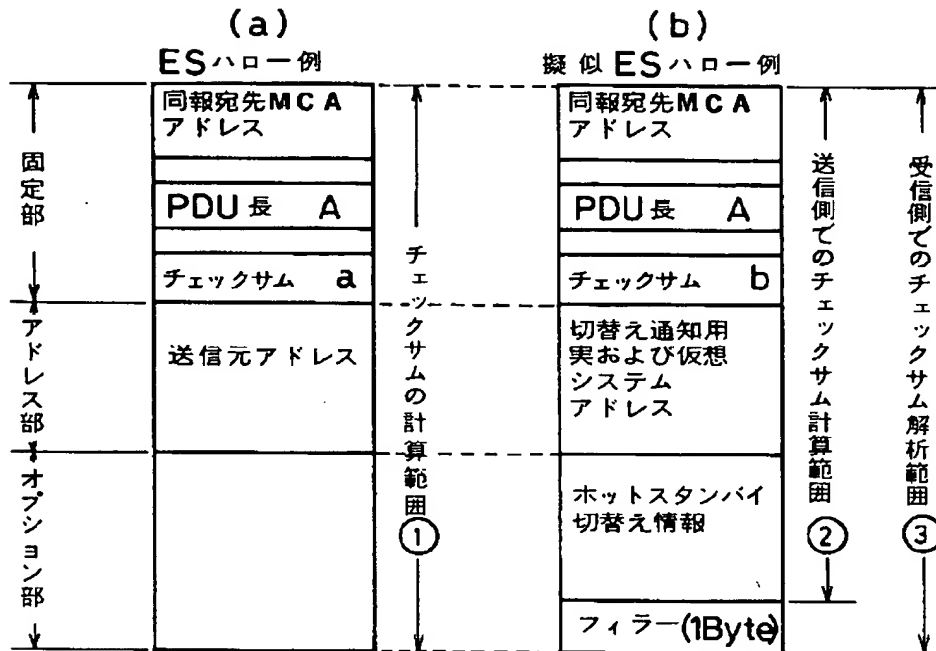 (a)
ESハロー例
(b)
擬似ESハロー例
固定部
アドレス部
オプション部
同報宛先MCA
アドレス
PDU長 A
チェックサム a
送信元アドレス
チェックサムの計算範囲①
同報宛先MCA
アドレス
PDU長 A
チェックサム b
切替え通知用
実および仮想
システム
アドレス
ホットスタンバイ
切替え情報
フィラー(1Byte)
送信側でのチェックサム計算範囲②
受信側でのチェックサム解析範囲③